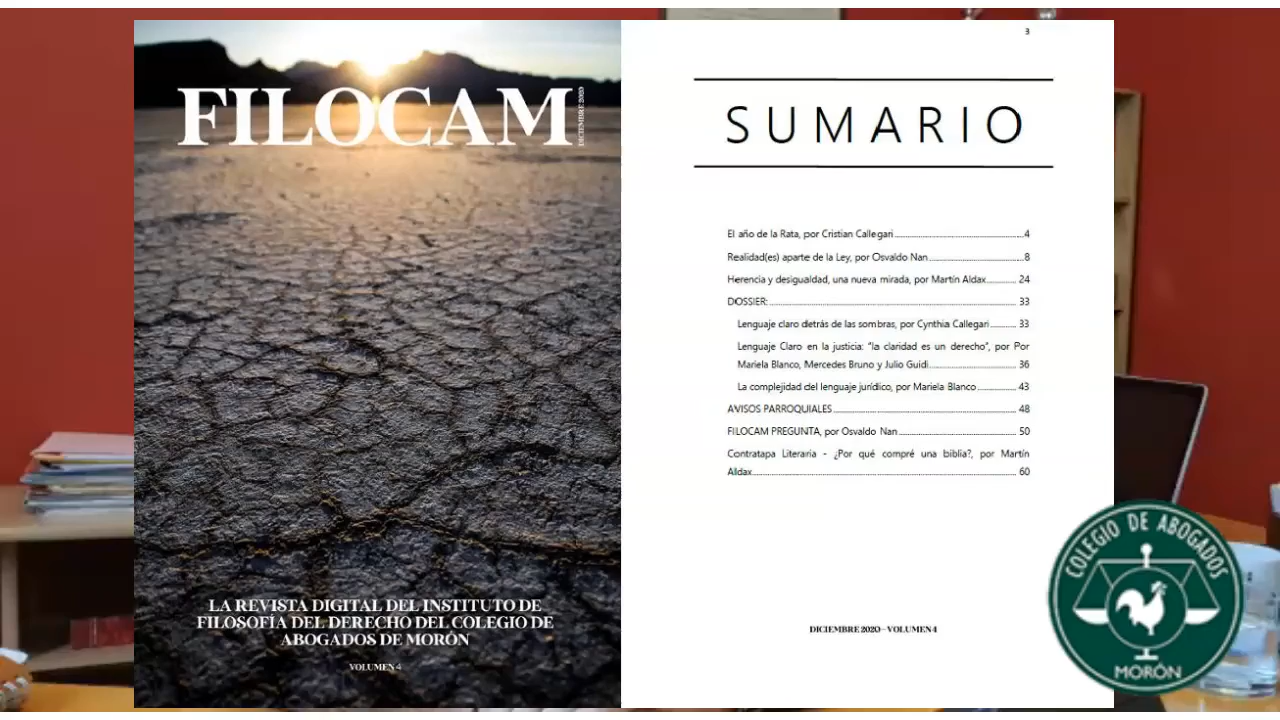 FILOCAM
DICIEMBRE 2020
LA REVISTA DIGITAL DEL INSTITUTO DE
FILOSOFÍA DEL DERECHO DEL COLEGIO DE
ABOGADOS DE MORÓN
VOLUMEN 4
3
SUMARIO
El año de la Rata, por Cristian Callegari 4
Realidad(es) aparte de la Ley, por Osvaldo Nan 8
Herencia y desigualdad, una nueva mirada, por Martín Aldax 24
DOSSIER: 33
Lenguaje claro detrás de las sombras, por Cynthia Callegari 33
Lenguaje Claro en la justicia: "la claridad es un derecho", por Por
Mariela Blanco, Mercedes Bruno y Julio Guidi 36
La complejidad del lenguaje jurídico, por Mariela Blanco 43
AVISOS PARROQUIALES 48
FILOCAM PREGUNTA, por Osvaldo Nan 50
Contratapa Literaria - ¿Por qué compré una biblia?, por Martín
Aldax 60
DICIEMBRE 2020 - VOLUMEN 4
COLEGIO DE ABOGADOS
MORÓN